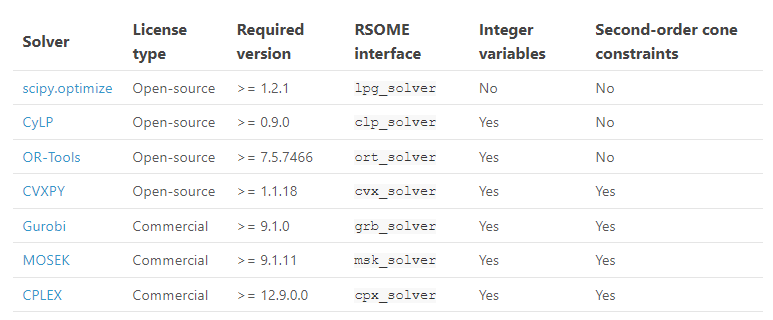 Solver License type Required version RSOME interface Integer variables Second-order cone constraints
scipy.optimize Open-source >= 1.2.1 lpg_solver No No
CyLP Open-source >= 0.9.0 clp_solver Yes No
OR-Tools Open-source >= 7.5.7466 ort_solver Yes No
CVXPY Open-source >= 1.1.18 cvx_solver Yes Yes
Gurobi Commercial >= 9.1.0 grb_solver Yes Yes
MOSEK Commercial >= 9.1.11 msk_solver Yes Yes
CPLEX Commercial >= 12.9.0.0 cpx_solver Yes Yes